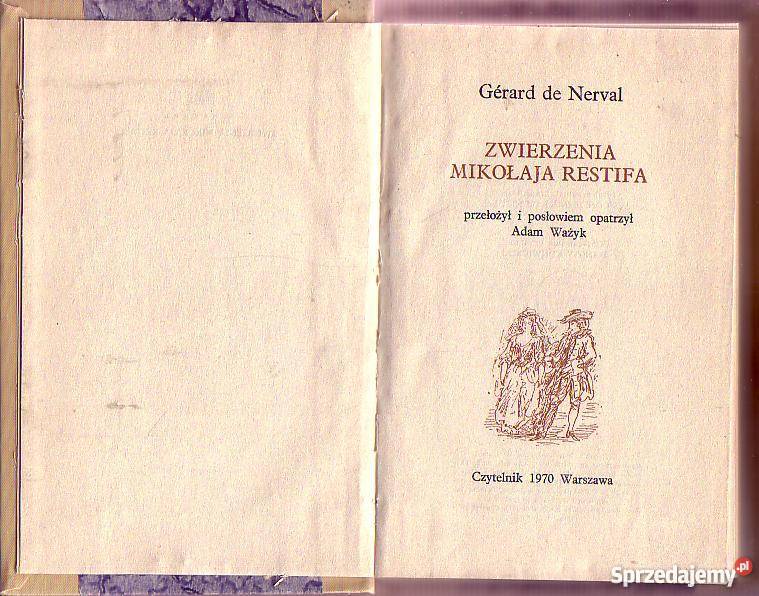 Gérard de Nerval
ZWIERZENIA
MIKOŁAJA RESTIFA
przełożył i posłowiem opatrzył
Adam Ważyk
Czytelnik 1970 Warszawa
Sprzedajemy.pl